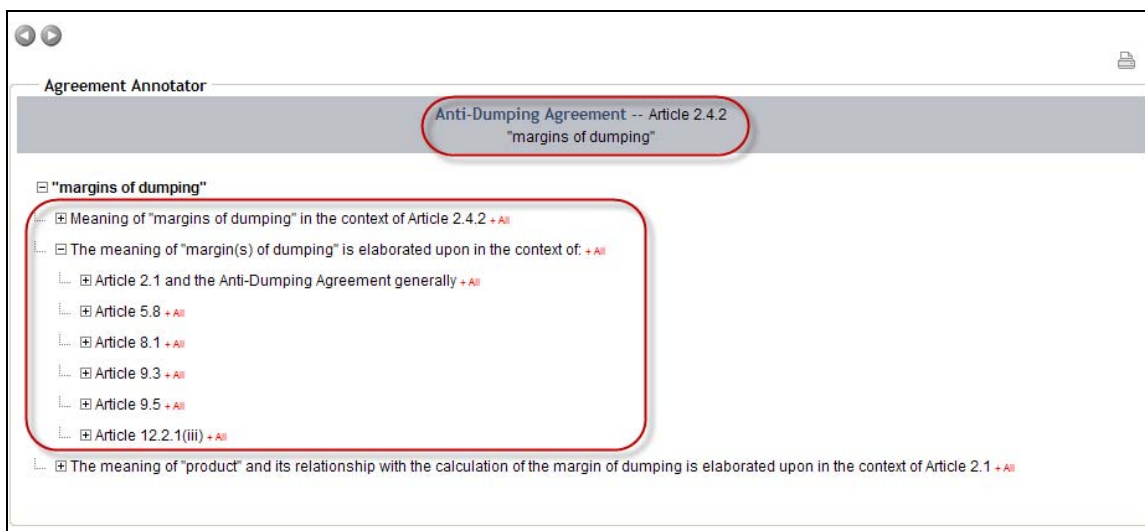 Agreement Annotator
Anti-Dumping Agreement -- Article 2.4.2
"margins of dumping"
"margins of dumping"
Meaning of "margins of dumping" in the context of Article 2.4.2 + All
The meaning of "margin(s) of dumping" is elaborated upon in the context of: + All
Article 2.1 and the Anti-Dumping Agreement generally + All
Article 5.8 + All
Article 8.1 + All
Article 9.3 + All
Article 9.5 + All
Article 12.2.1(iii) + All
The meaning of "product" and its relationship with the calculation of the margin of dumping is elaborated upon in the context of Article 2.1 + All